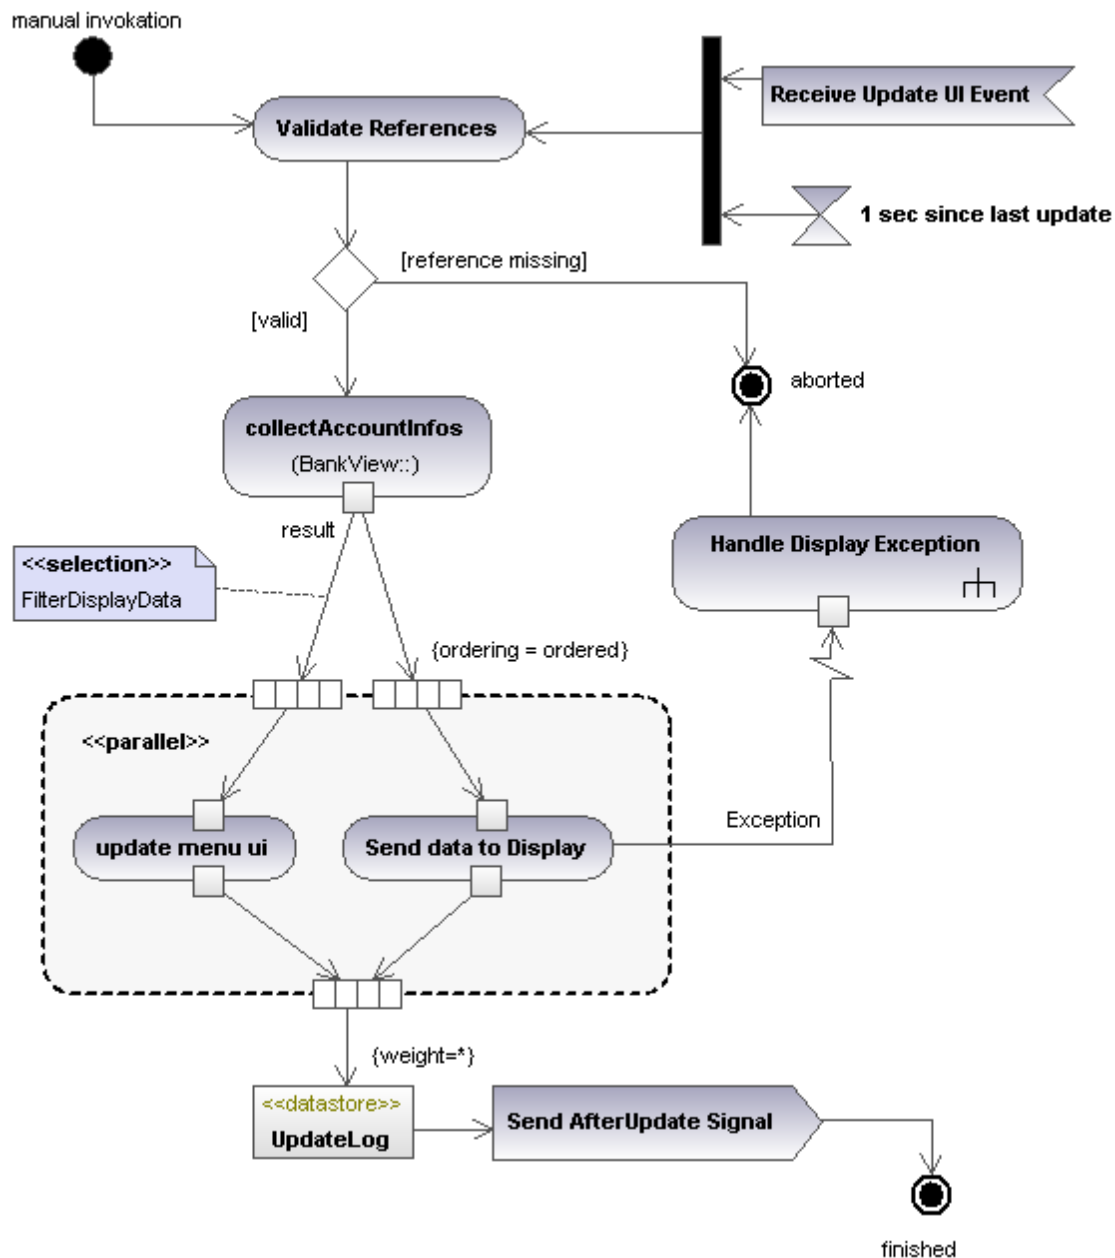 manual invokation
Receive Update UI Event
Validate References
1 sec since last update
[reference missing]
[valid]
aborted
collectAccountInfos
(BankView::)
result
<<selection>>
FilterDisplayData
Handle Display Exception
{ordering = ordered}
<<parallel>>
Exception
update menu ui
Send data to Display
{weight=*}
<<datastore>>
UpdateLog
Send AfterUpdate Signal
finished